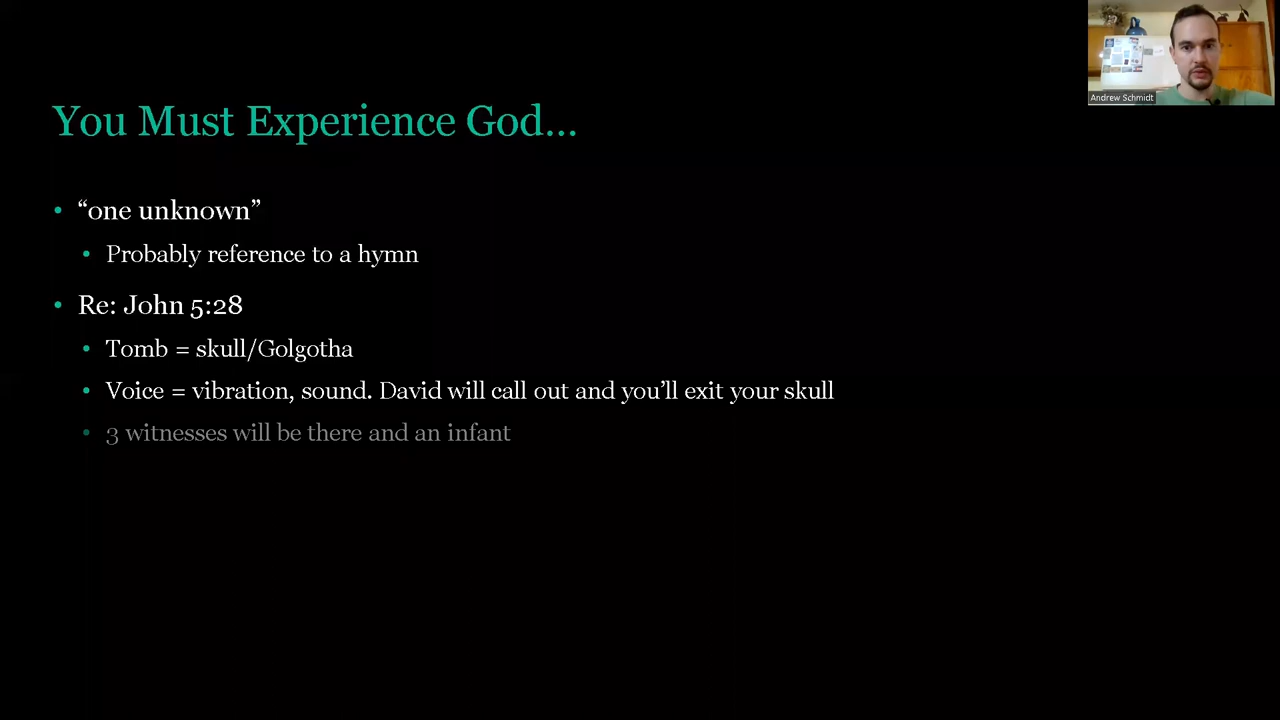 You Must Experience God...
• “one unknown”
• Probably reference to a hymn
• Re: John 5:28
• Tomb = skull/Golgotha
• Voice = vibration, sound. David will call out and you’ll exit your skull
• 3 witnesses will be there and an infant
Andrew Schmidt